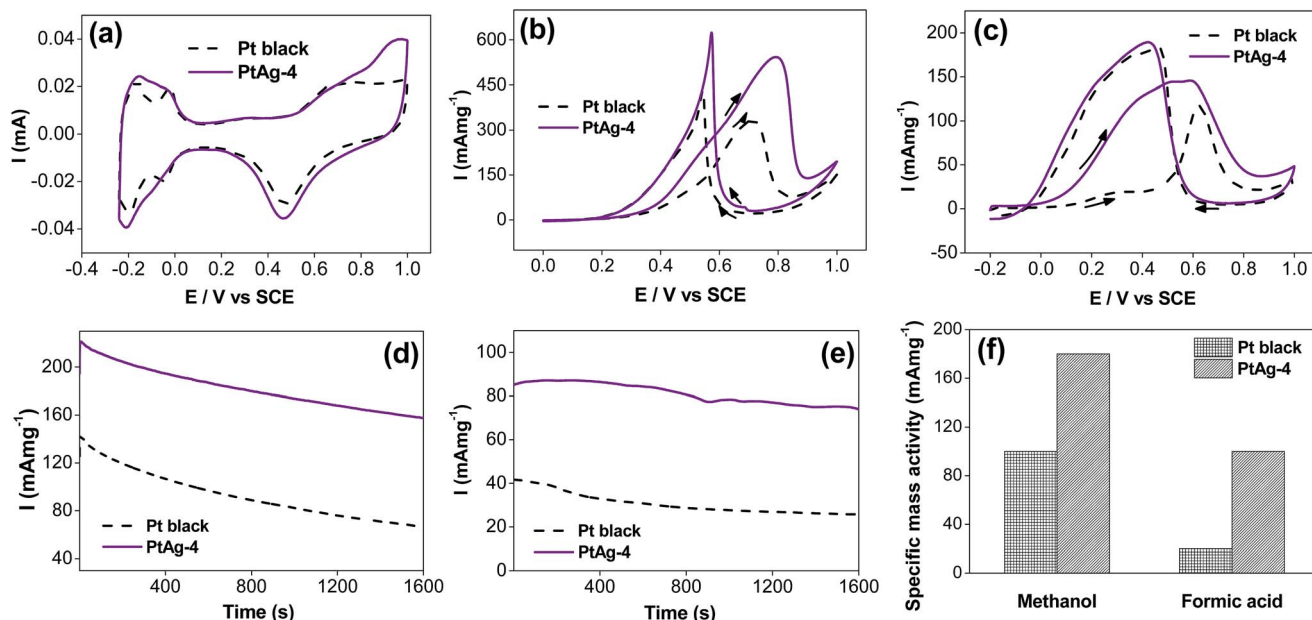 (a)
Pt black
PtAg-4
I (mA)
0.04
0.02
0.00
-0.02
-0.04
-0.4 -0.2 0.0 0.2 0.4 0.6 0.8 1.0
E / V vs SCE
(b)
Pt black
PtAg-4
I (mAmg⁻¹)
600
450
300
150
0
0.0 0.2 0.4 0.6 0.8 1.0
E / V vs SCE
(c)
Pt black
PtAg-4
I (mAmg⁻¹)
200
150
100
50
0
-50
-0.2 0.0 0.2 0.4 0.6 0.8 1.0
E / V vs SCE
(d)
I (mAmg⁻¹)
200
160
120
80
40
Pt black
PtAg-4
400 800 1200 1600
Time (s)
(e)
I (mAmg⁻¹)
100
80
60
40
20
0
Pt black
PtAg-4
400 800 1200 1600
Time (s)
(f)
Pt black
PtAg-4
Specific mass activity (mAmg⁻¹)
200
160
120
80
40
0
Methanol Formic acid